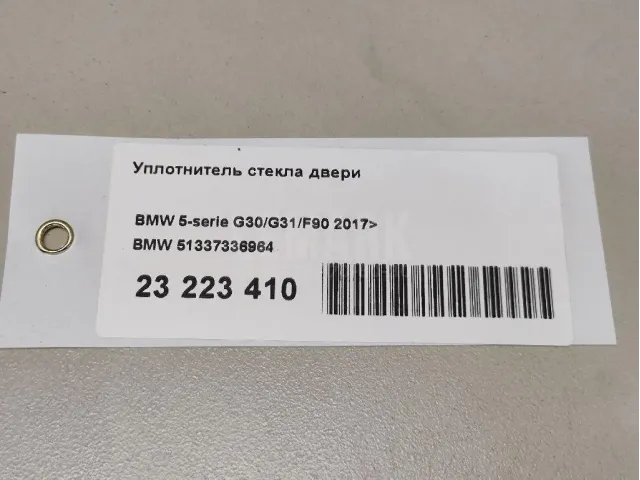 Уплотнитель стекла двери
BMW 5-serie G30/G31/F90 2017>
BMW 51337336964
23 223 410